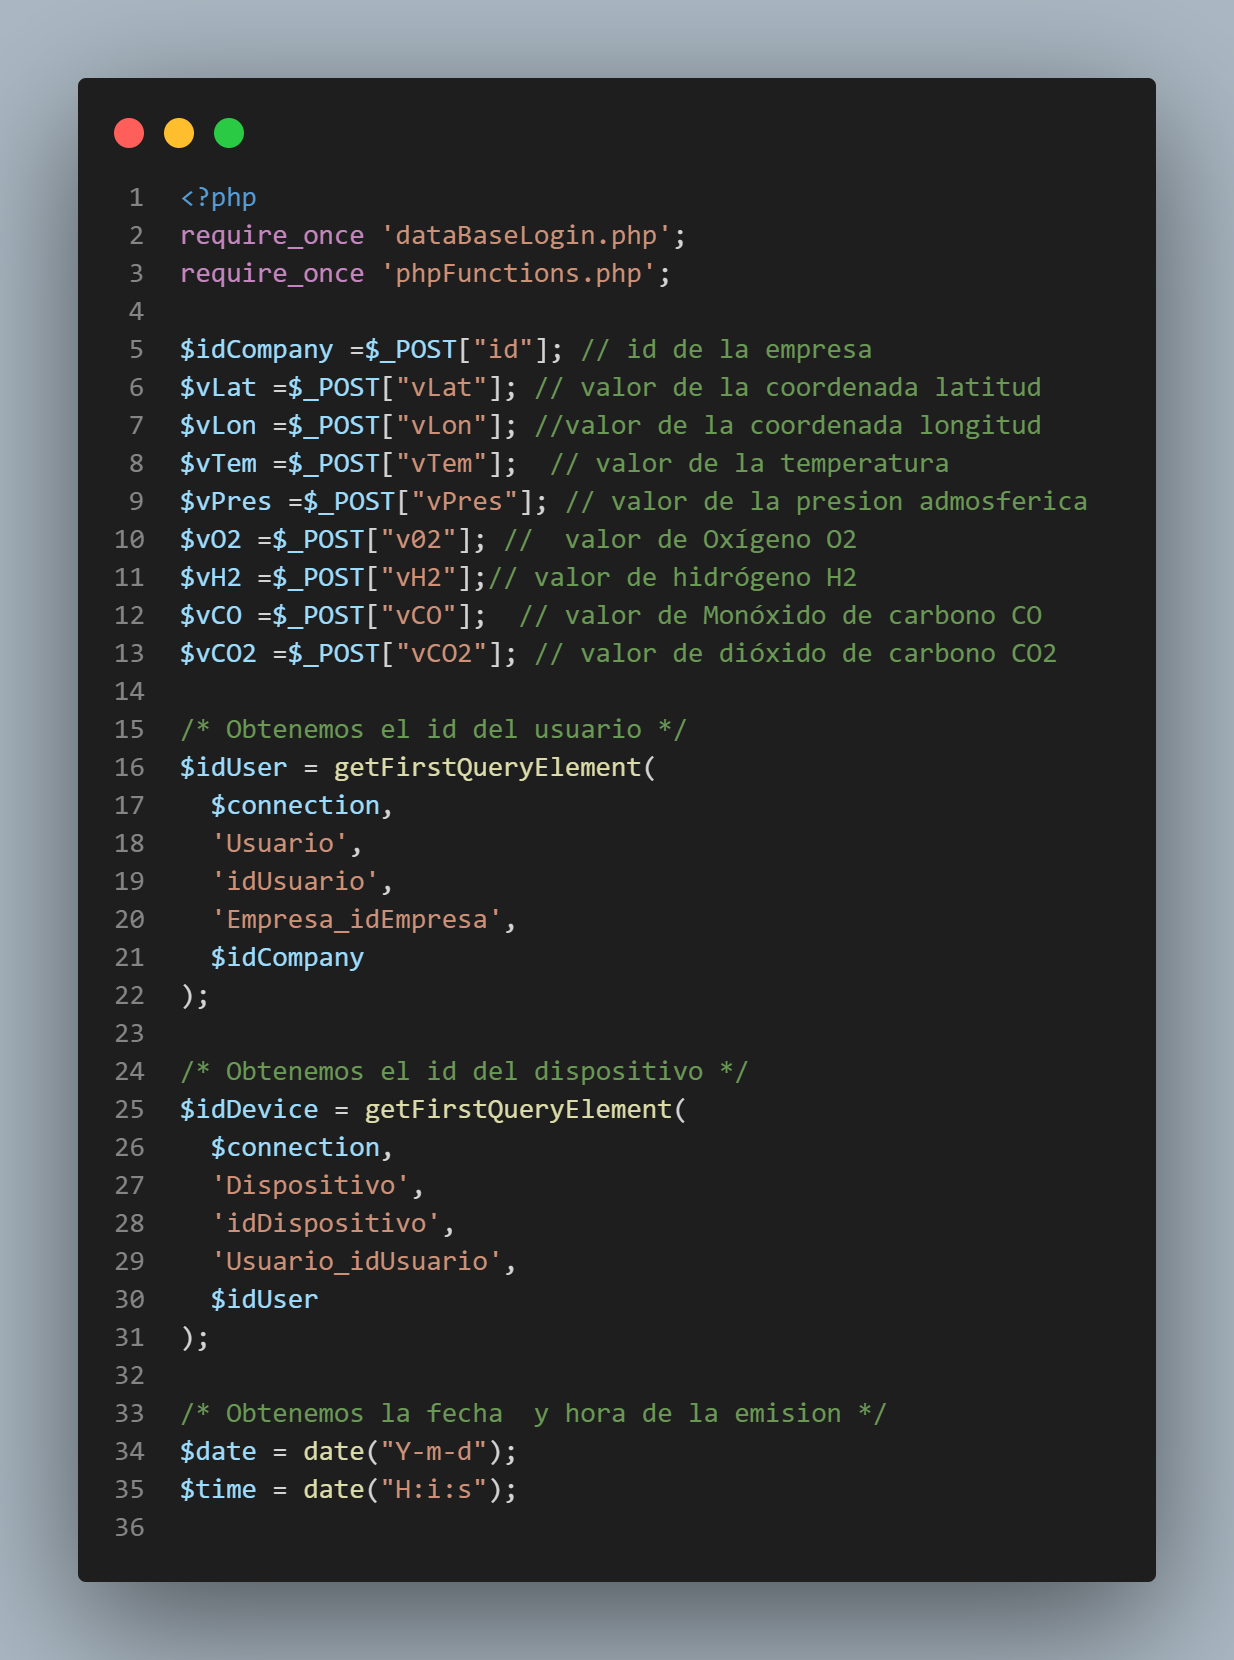 1 <?php
2 require_once 'dataBaseLogin.php';
3 require_once 'phpFunctions.php';
4
5 $idCompany =$_POST["id"]; // id de la empresa
6 $vLat =$_POST["vLat"]; // valor de la coordenada latitud
7 $vLon =$_POST["vLon"]; //valor de la coordenada longitud
8 $vTem =$_POST["vTem"];  // valor de la temperatura
9 $vPres =$_POST["vPres"]; // valor de la presion admosferica
10 $vO2 =$_POST["v02"]; //  valor de Oxígeno O2
11 $vH2 =$_POST["vH2"];// valor de hidrógeno H2
12 $vCO =$_POST["vCO"];  // valor de Monóxido de carbono CO
13 $vCO2 =$_POST["vCO2"]; // valor de dióxido de carbono CO2
14
15 /* Obtenemos el id del usuario */
16 $idUser = getFirstQueryElement(
17   $connection,
18   'Usuario',
19   'idUsuario',
20   'Empresa_idEmpresa',
21   $idCompany
22 );
23
24 /* Obtenemos el id del dispositivo */
25 $idDevice = getFirstQueryElement(
26   $connection,
27   'Dispositivo',
28   'idDispositivo',
29   'Usuario_idUsuario',
30   $idUser
31 );
32
33 /* Obtenemos la fecha  y hora de la emision */
34 $date = date("Y-m-d");
35 $time = date("H:i:s");
36